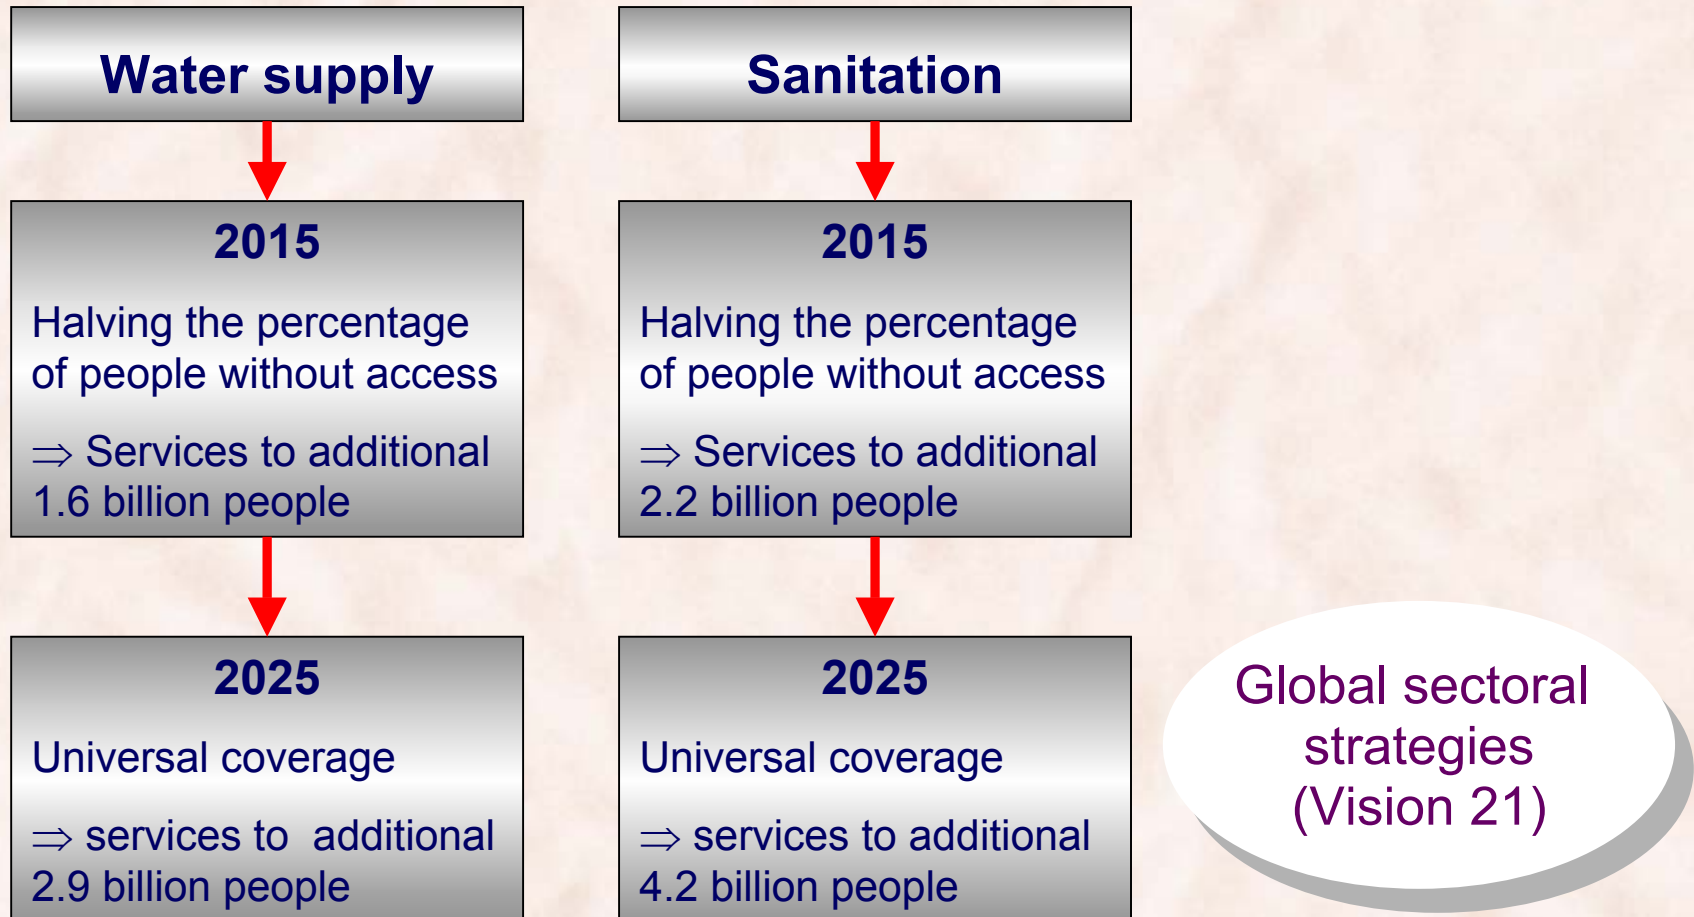 Water supply
2015
Halving the percentage
of people without access
⇒ Services to additional
1.6 billion people
2025
Universal coverage
⇒ services to  additional
2.9 billion people
Sanitation
2015
Halving the percentage
of people without access
⇒ Services to additional
2.2 billion people
2025
Universal coverage
⇒ services to additional
4.2 billion people
Global sectoral
strategies
(Vision 21)